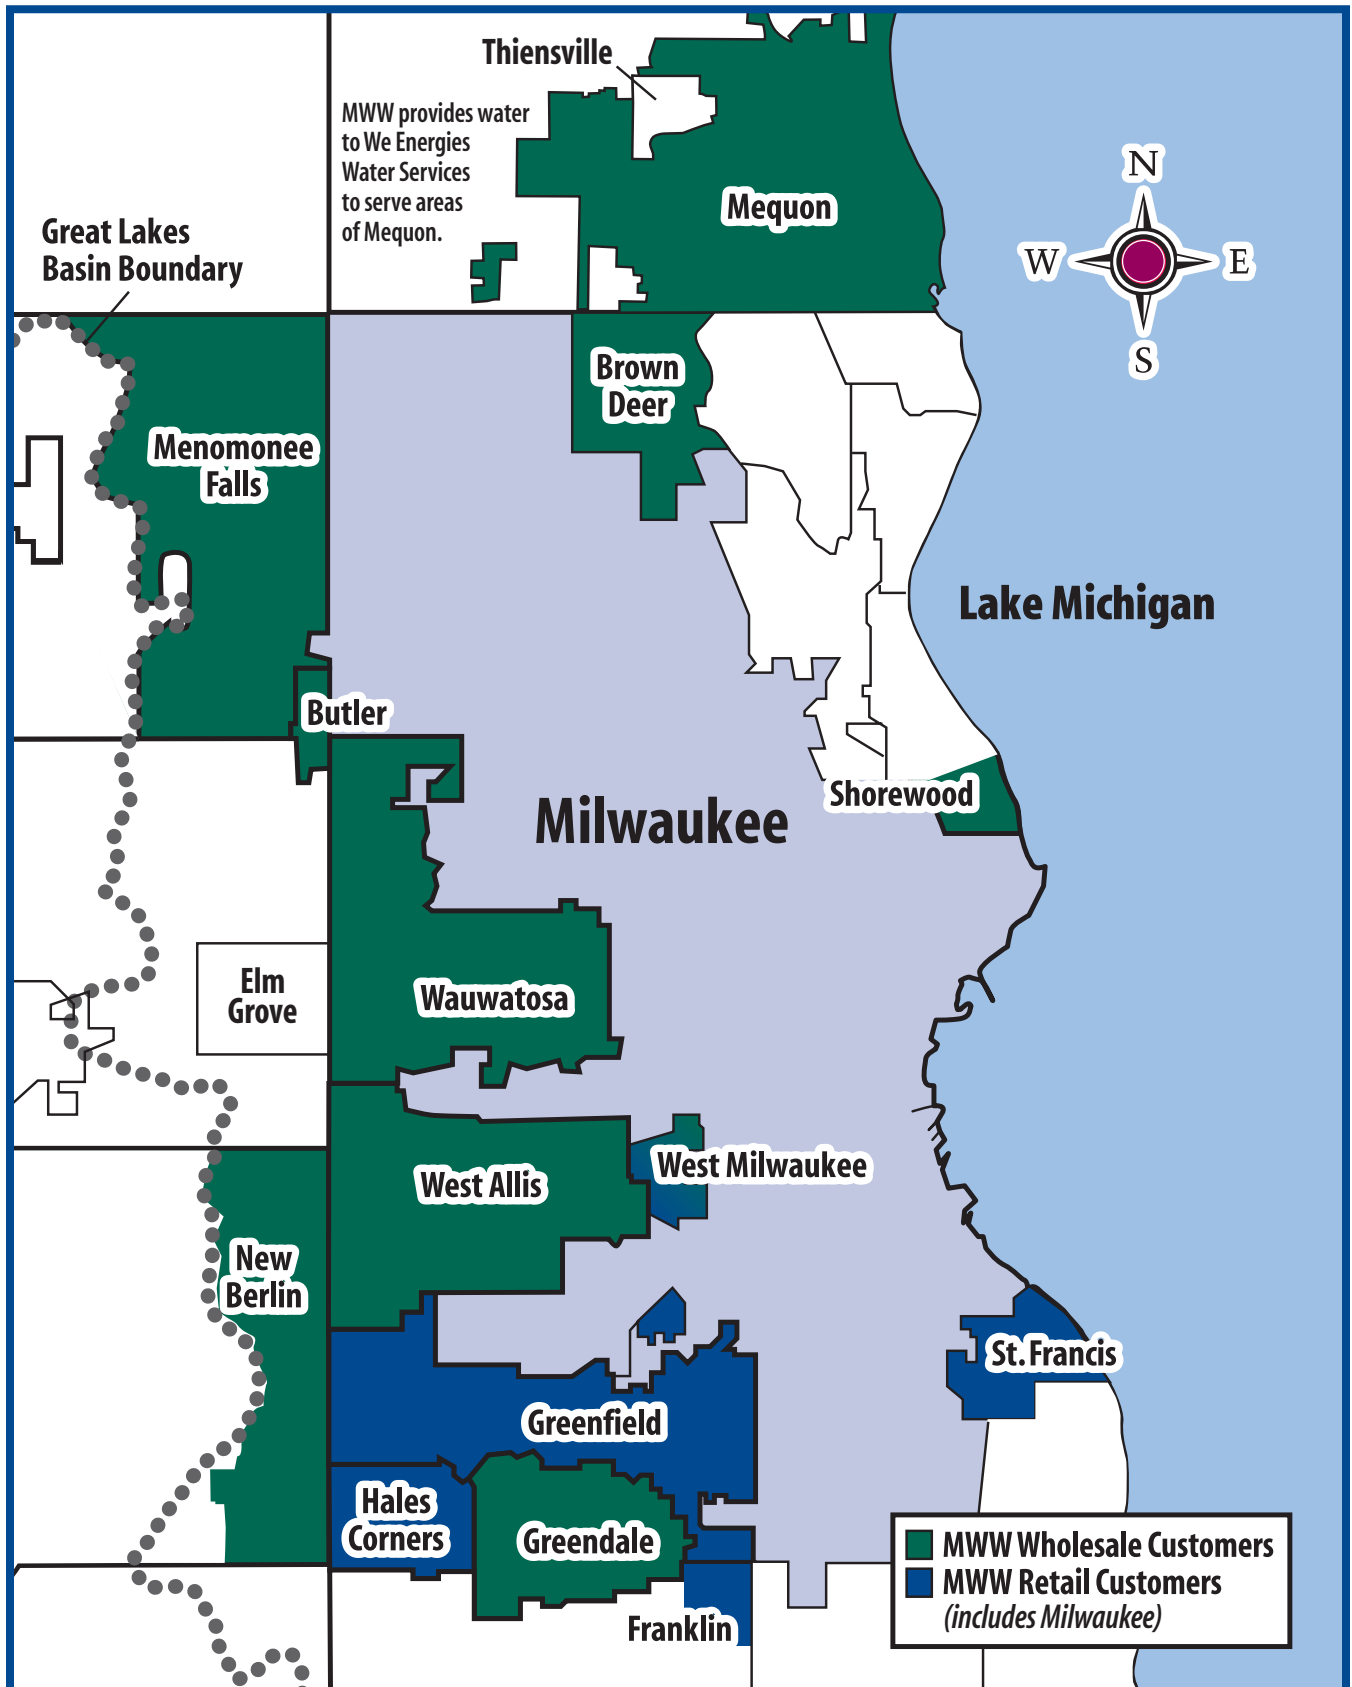 Thiensville
MWW provides water
to We Energies
Water Services
to serve areas
of Mequon.
Mequon
N
W
E
S
Great Lakes
Basin Boundary
Brown
Deer
Menomonee
Falls
Lake Michigan
Butler
Shorewood
Milwaukee
Elm
Grove
Wauwatosa
West Milwaukee
West Allis
New
Berlin
St. Francis
Greenfield
Hales
Corners
Greendale
Franklin
MWW Wholesale Customers
MWW Retail Customers
(includes Milwaukee)